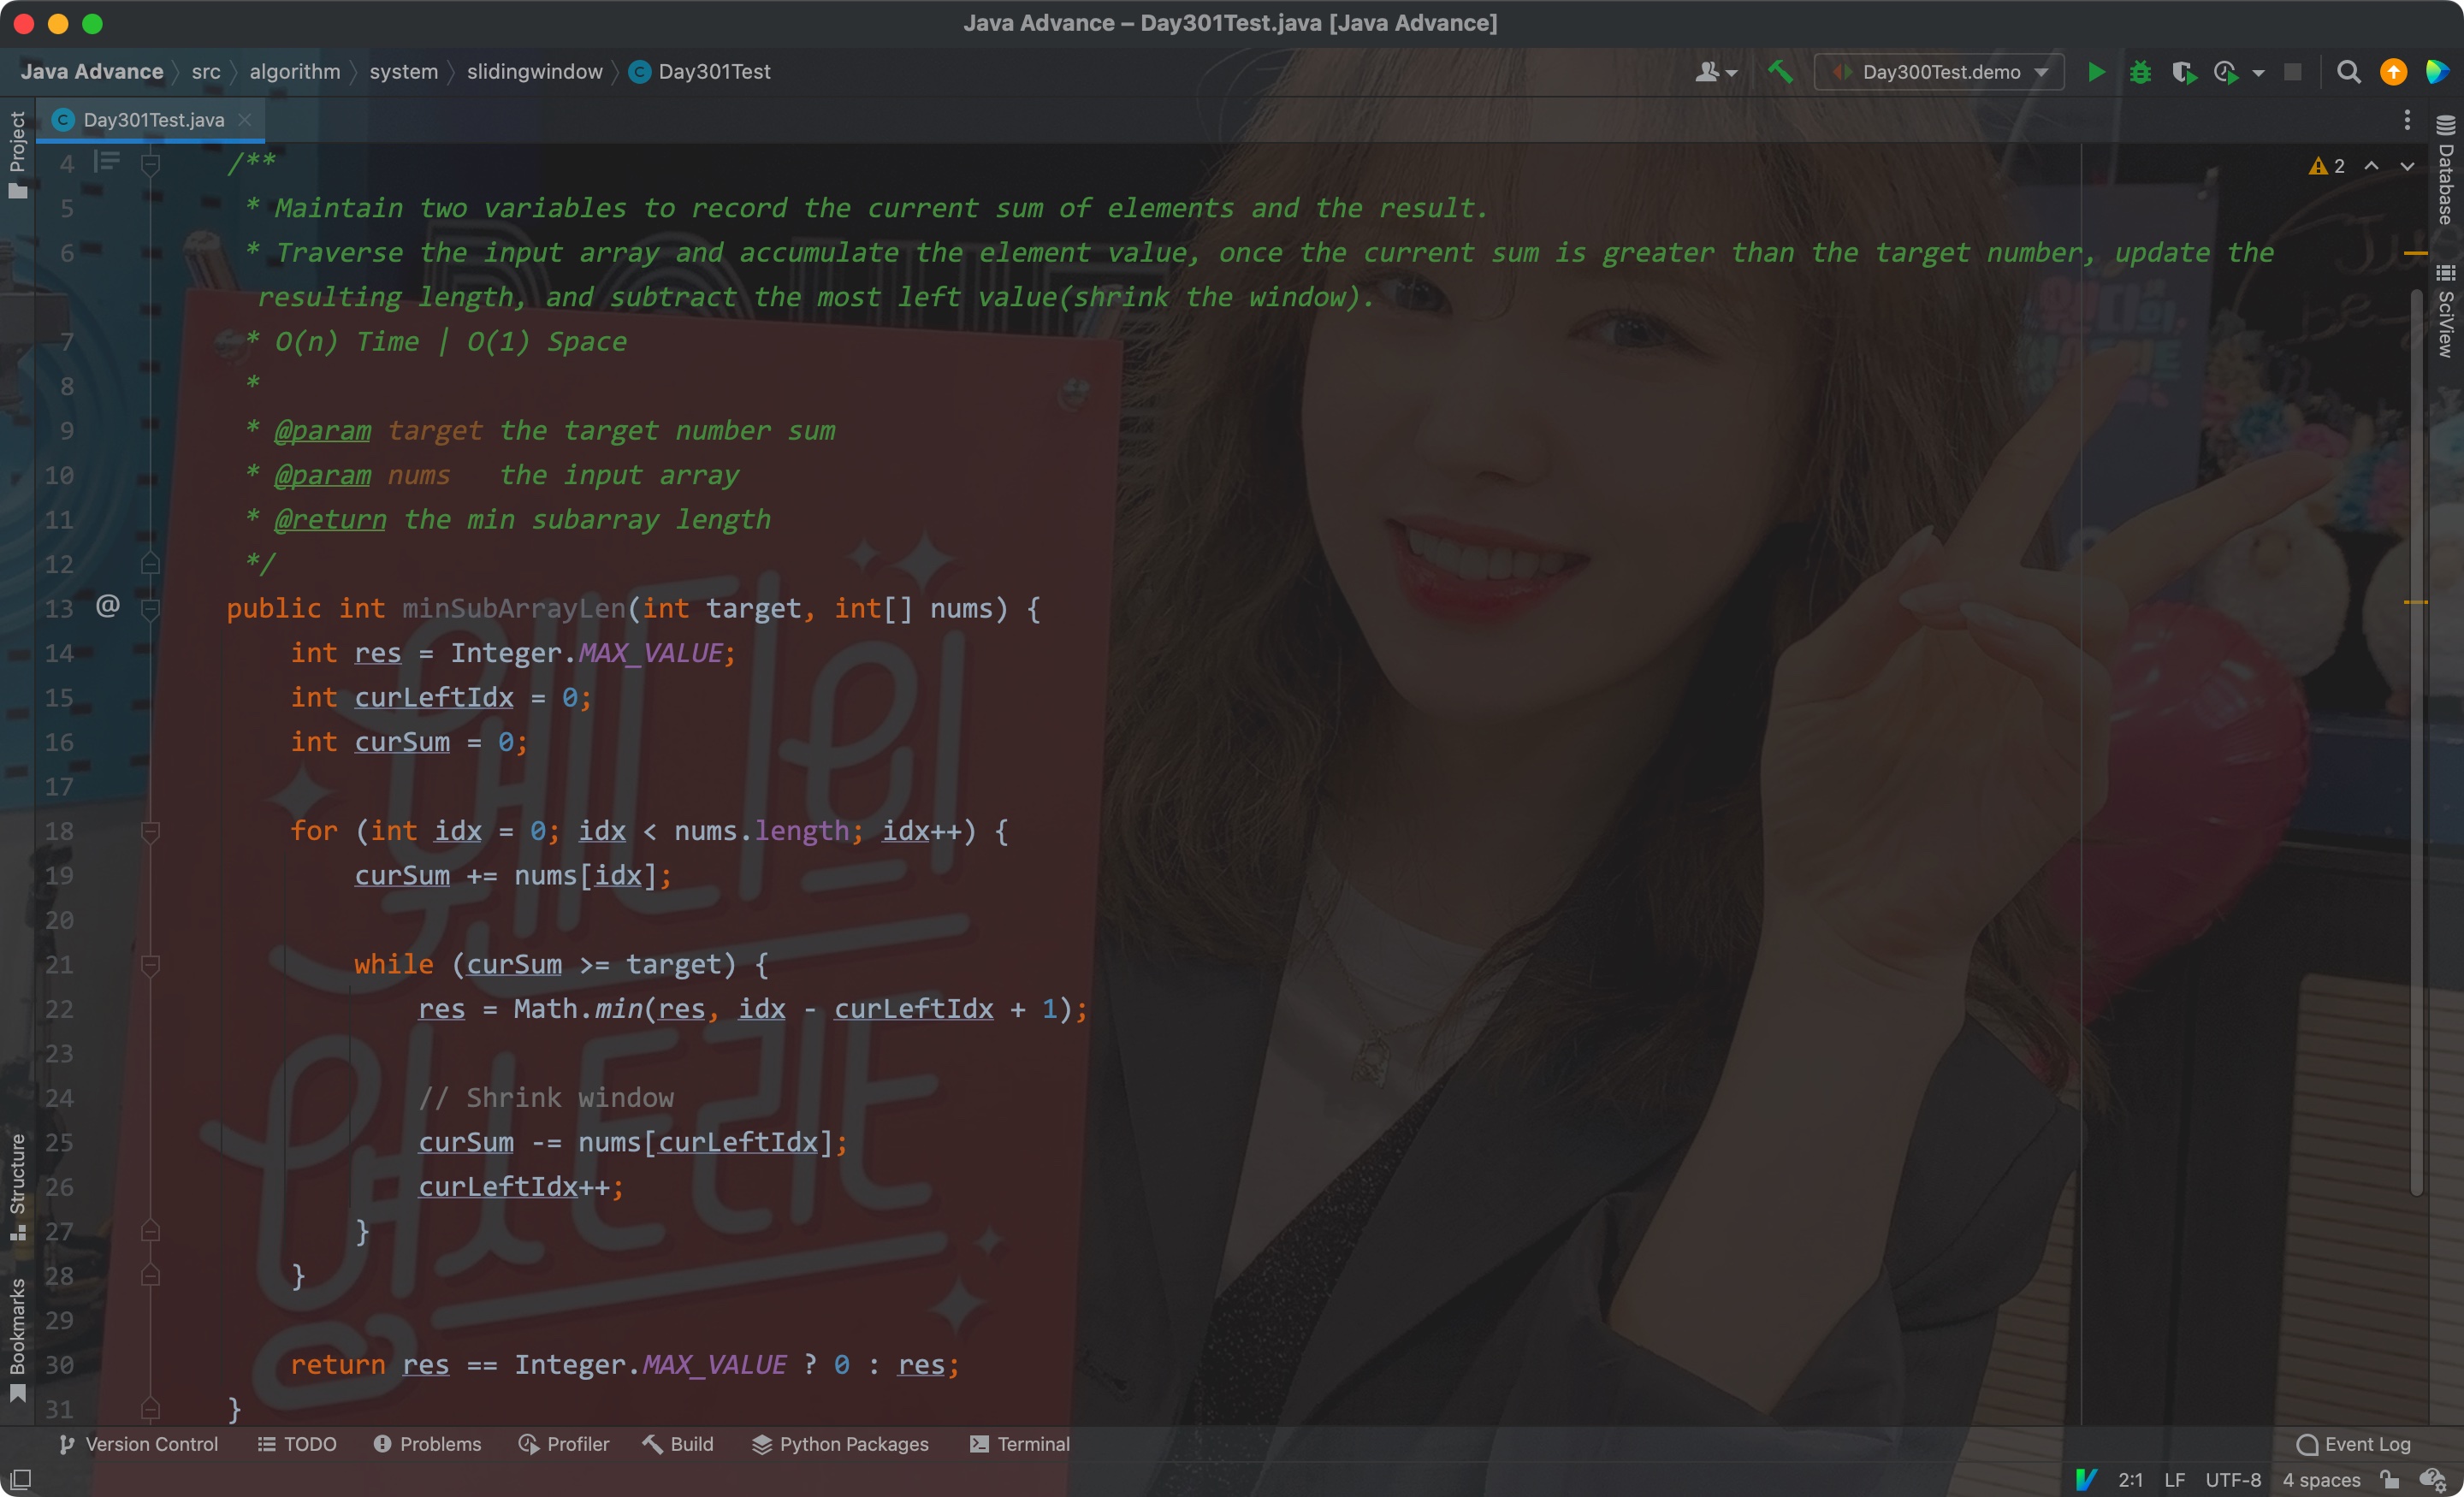 Java Advance – Day301Test.java [Java Advance]
Java Advance src algorithm system slidingwindow Day301Test
Day300Test.demo
Project
Day301Test.java
2
Database
SciView
4 /**
5 * Maintain two variables to record the current sum of elements and the result.
6 * Traverse the input array and accumulate the element value, once the current sum is greater than the target number, update the
resulting length, and subtract the most left value(shrink the window).
7 * O(n) Time | O(1) Space
8 *
9 * @param target the target number sum
10 * @param nums   the input array
11 * @return the min subarray length
12 */
13 @ public int minSubArrayLen(int target, int[] nums) {
14 int res = Integer.MAX_VALUE;
15 int curLeftIdx = 0;
16 int curSum = 0;
17
18 for (int idx = 0; idx < nums.length; idx++) {
19 curSum += nums[idx];
20
21 while (curSum >= target) {
22 res = Math.min(res, idx - curLeftIdx + 1);
23
24 // Shrink window
25 curSum -= nums[curLeftIdx];
26 curLeftIdx++;
27 }
28 }
29
30 return res == Integer.MAX_VALUE ? 0 : res;
31 }
웬디의
영스트리트
Structure
Bookmarks
Version Control TODO Problems Profiler Build Python Packages Terminal
Event Log
2:1 LF UTF-8 4 spaces